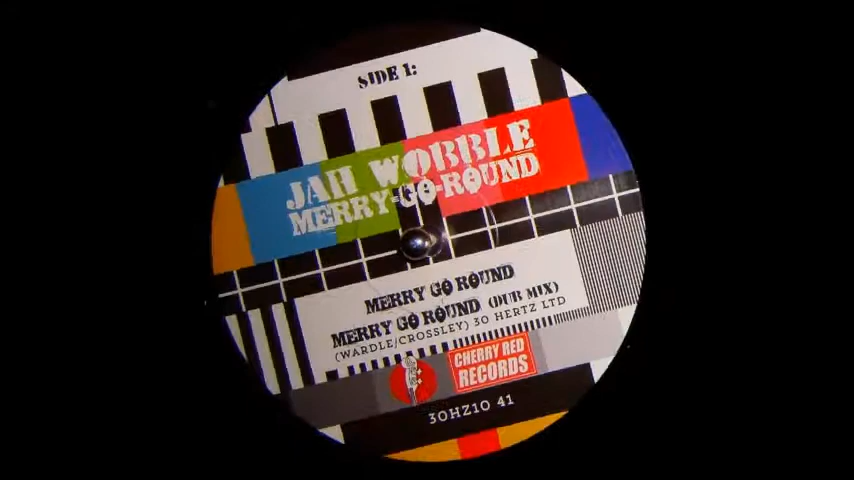 SIDE 1:
JAH WOBBLE
MERRY-GO-ROUND
MERRY GO ROUND
MERRY GO ROUND (DUB MIX)
(WARDLE/CROSSLEY) 30 HERTZ LTD
CHERRY RED
RECORDS
30HZ10 41